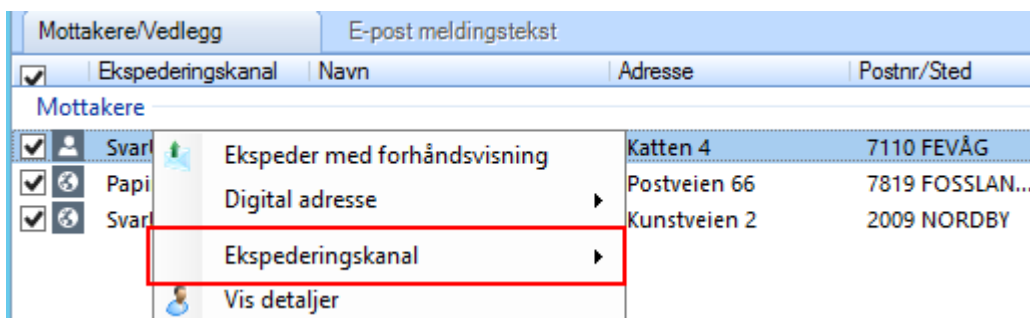 Mottakere/Vedlegg E-post meldingstekst
Ekspederingskanal Navn Adresse Postnr/Sted
Mottakere
Katten 4 7110 FEVÅG
Ekspeder med forhåndsvisning
Postveien 66 7819 FOSSLAN...
Digital adresse
Kunstveien 2 2009 NORDBY
Ekspederingskanal
Vis detaljer